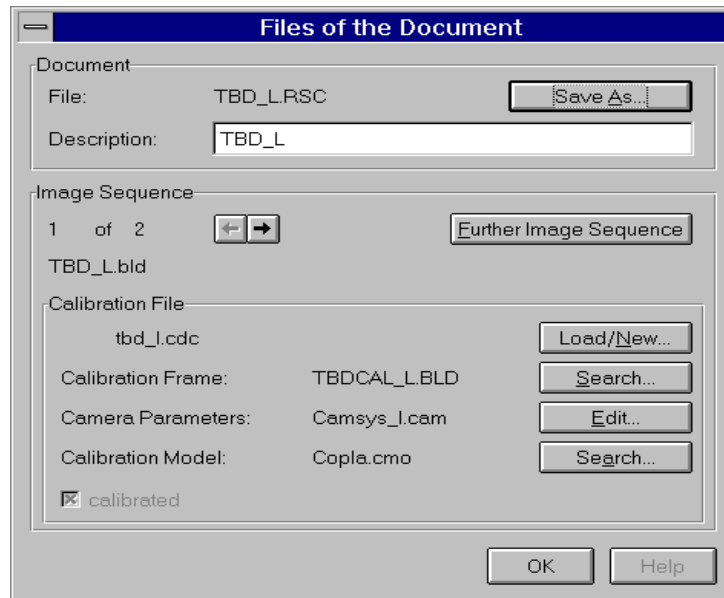 Files of the Document
Document
File: TBD_L.RSC Save As...
Description: TBD_L
Image Sequence
1 of 2 Further Image Sequence
TBD_L.bld
Calibration File
tbd_l.cdc Load/New...
Calibration Frame: TBDCAL_L.BLD Search...
Camera Parameters: Camsys_l.cam Edit...
Calibration Model: Copla.cmo Search...
calibrated
OK Help